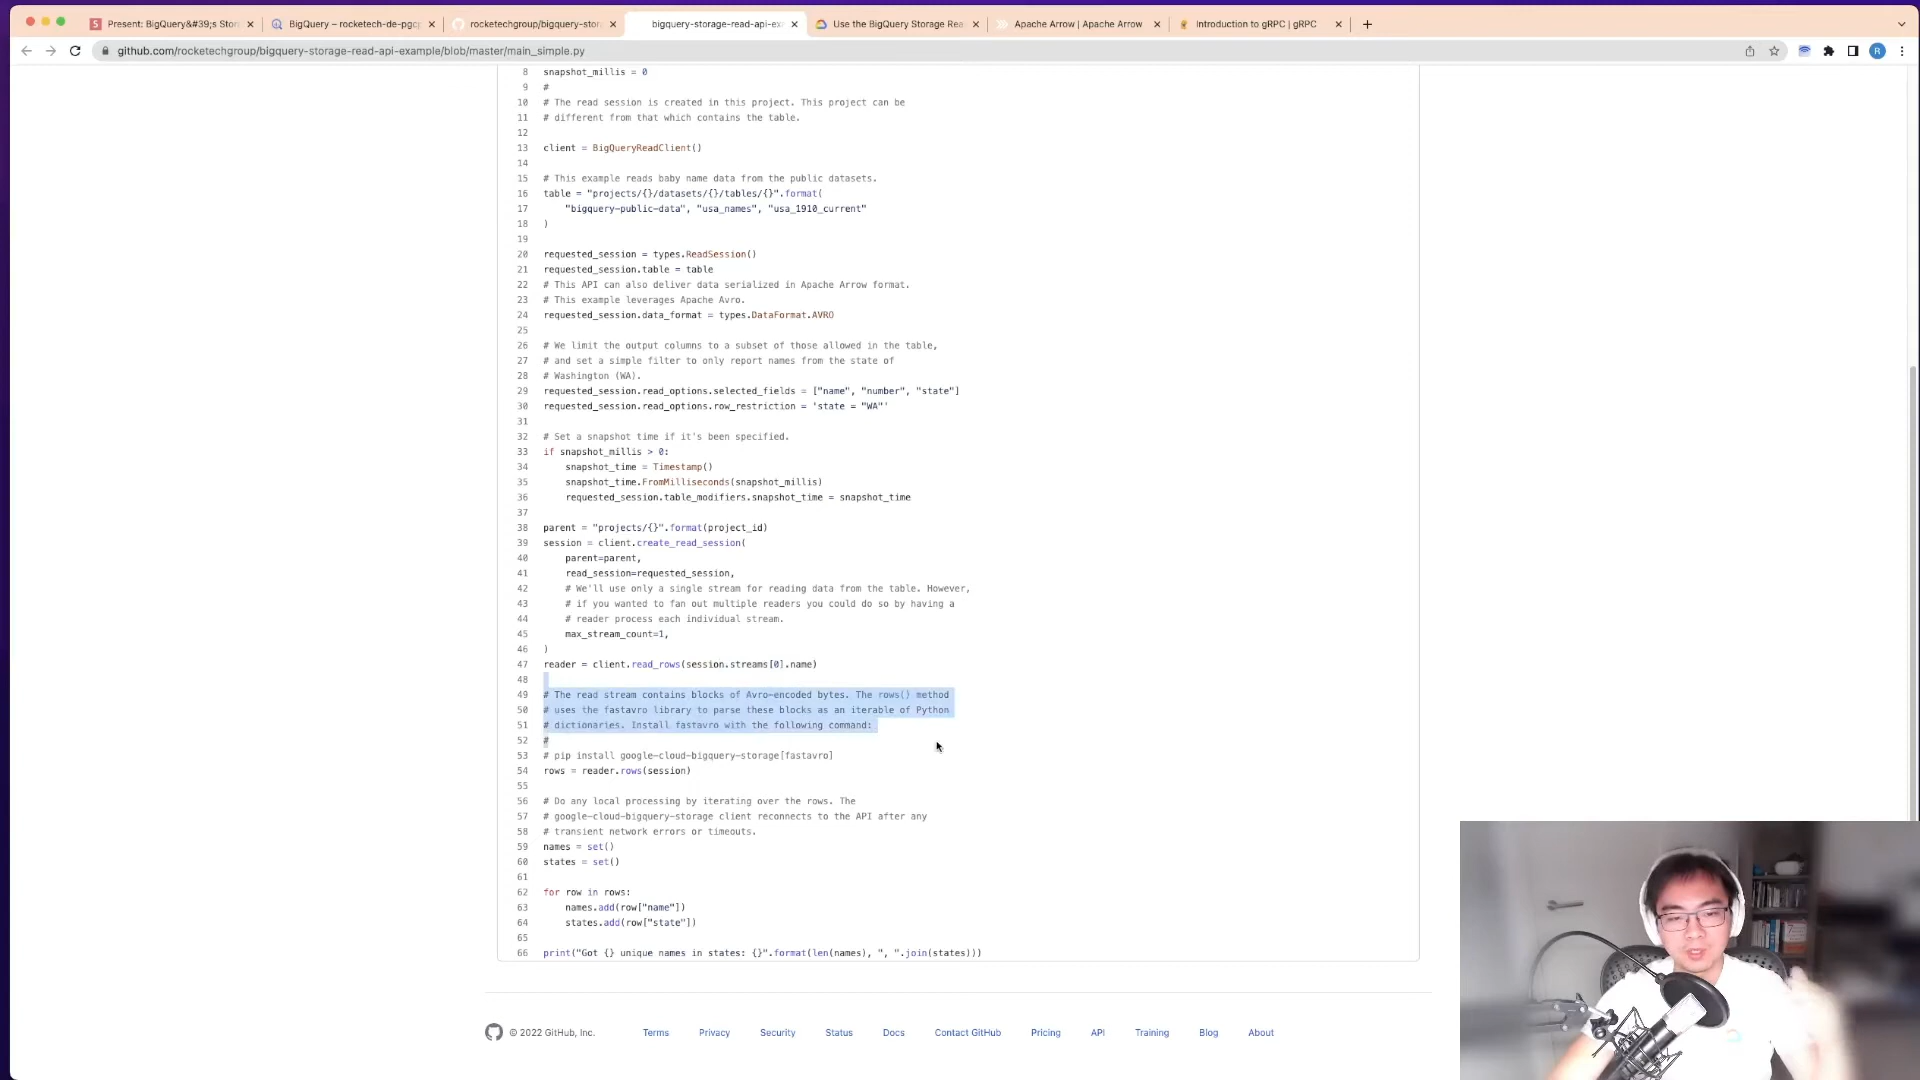 Present: BigQuery&#39;s Stor
BigQuery – rocketech-de-pgcp
rocketechgroup/bigquery-stora
bigquery-storage-read-api-exa
Use the BigQuery Storage Rea
Apache Arrow | Apache Arrow
Introduction to gRPC | gRPC
github.com/rocketechgroup/bigquery-storage-read-api-example/blob/master/main_simple.py
R
8 snapshot_millis = 0
9 #
10 # The read session is created in this project. This project can be
11 # different from that which contains the table.
12
13 client = BigQueryReadClient()
14
15 # This example reads baby name data from the public datasets.
16 table = "projects/{}/datasets/{}/tables/{}".format(
17 "bigquery-public-data", "usa_names", "usa_1910_current"
18 )
19
20 requested_session = types.ReadSession()
21 requested_session.table = table
22 # This API can also deliver data serialized in Apache Arrow format.
23 # This example leverages Apache Avro.
24 requested_session.data_format = types.DataFormat.AVRO
25
26 # We limit the output columns to a subset of those allowed in the table,
27 # and set a simple filter to only report names from the state of
28 # Washington (WA).
29 requested_session.read_options.selected_fields = ["name", "number", "state"]
30 requested_session.read_options.row_restriction = 'state = "WA"'
31
32 # Set a snapshot time if it's been specified.
33 if snapshot_millis > 0:
34 snapshot_time = Timestamp()
35 snapshot_time.FromMilliseconds(snapshot_millis)
36 requested_session.table_modifiers.snapshot_time = snapshot_time
37
38 parent = "projects/{}".format(project_id)
39 session = client.create_read_session(
40 parent=parent,
41 read_session=requested_session,
42 # We'll use only a single stream for reading data from the table. However,
43 # if you wanted to fan out multiple readers you could do so by having a
44 # reader process each individual stream.
45 max_stream_count=1,
46 )
47 reader = client.read_rows(session.streams[0].name)
48
49 # The read stream contains blocks of Avro-encoded bytes. The rows() method
50 # uses the fastavro library to parse these blocks as an iterable of Python
51 # dictionaries. Install fastavro with the following command:
52 #
53 # pip install google-cloud-bigquery-storage[fastavro]
54 rows = reader.rows(session)
55
56 # Do any local processing by iterating over the rows. The
57 # google-cloud-bigquery-storage client reconnects to the API after any
58 # transient network errors or timeouts.
59 names = set()
60 states = set()
61
62 for row in rows:
63 names.add(row["name"])
64 states.add(row["state"])
65
66 print("Got {} unique names in states: {}".format(len(names), ", ".join(states)))
© 2022 GitHub, Inc. Terms Privacy Security Status Docs Contact GitHub Pricing API Training Blog About